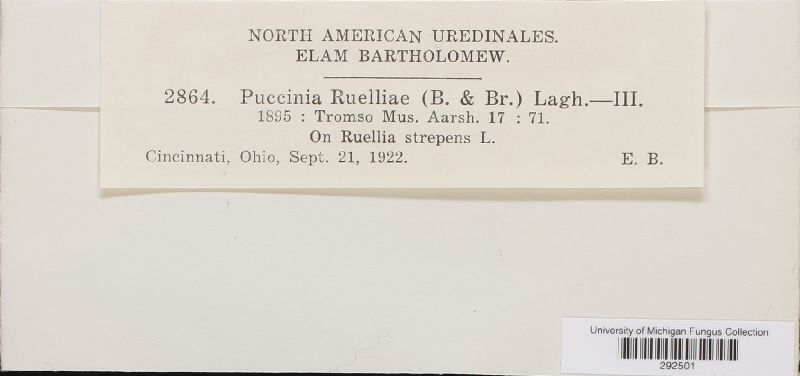 NORTH AMERICAN UREDINALES.
ELAM BARTHOLOMEW.
2864. Puccinia Ruelliae (B. & Br.) Lagh.—III.
1895 : Tromso Mus. Aarsh. 17 : 71.
On Ruellia strepens L.
Cincinnati, Ohio, Sept. 21, 1922. E. B.
University of Michigan Fungus Collection
292501